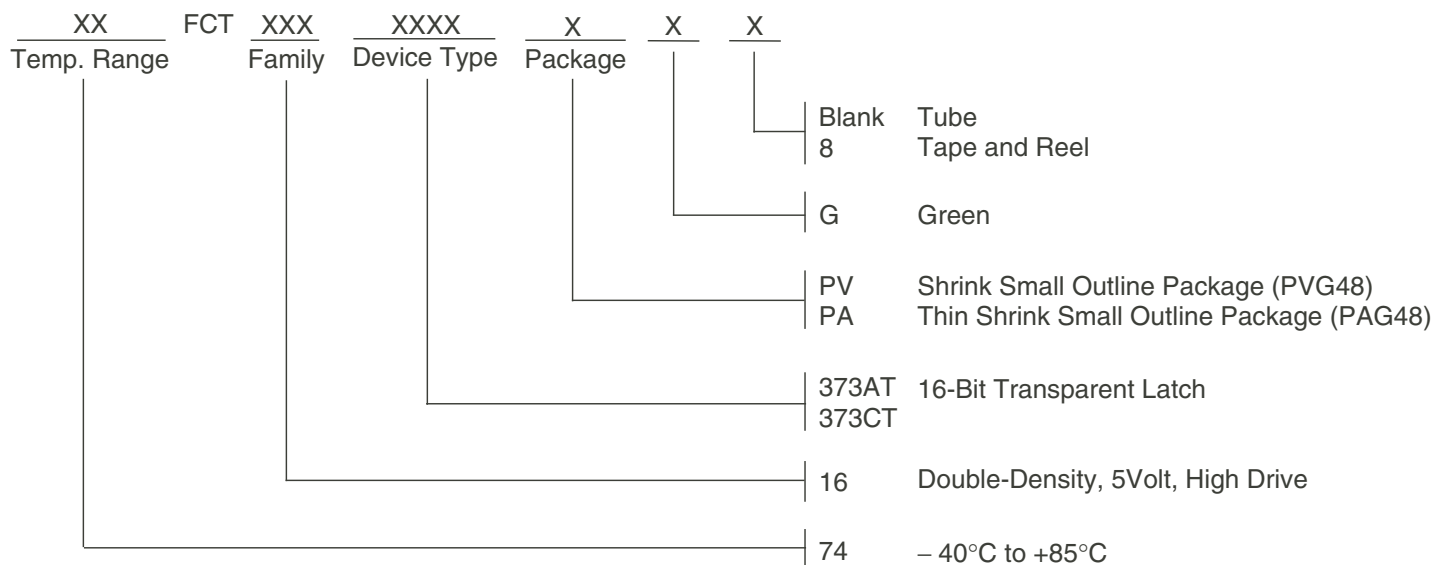 XX FCT XXX XXXX X X X
Temp. Range Family Device Type Package
Blank Tube
8 Tape and Reel
G Green
PV Shrink Small Outline Package (PVG48)
PA Thin Shrink Small Outline Package (PAG48)
373AT 16-Bit Transparent Latch
373CT
16 Double-Density, 5Volt, High Drive
74 – 40°C to +85°C